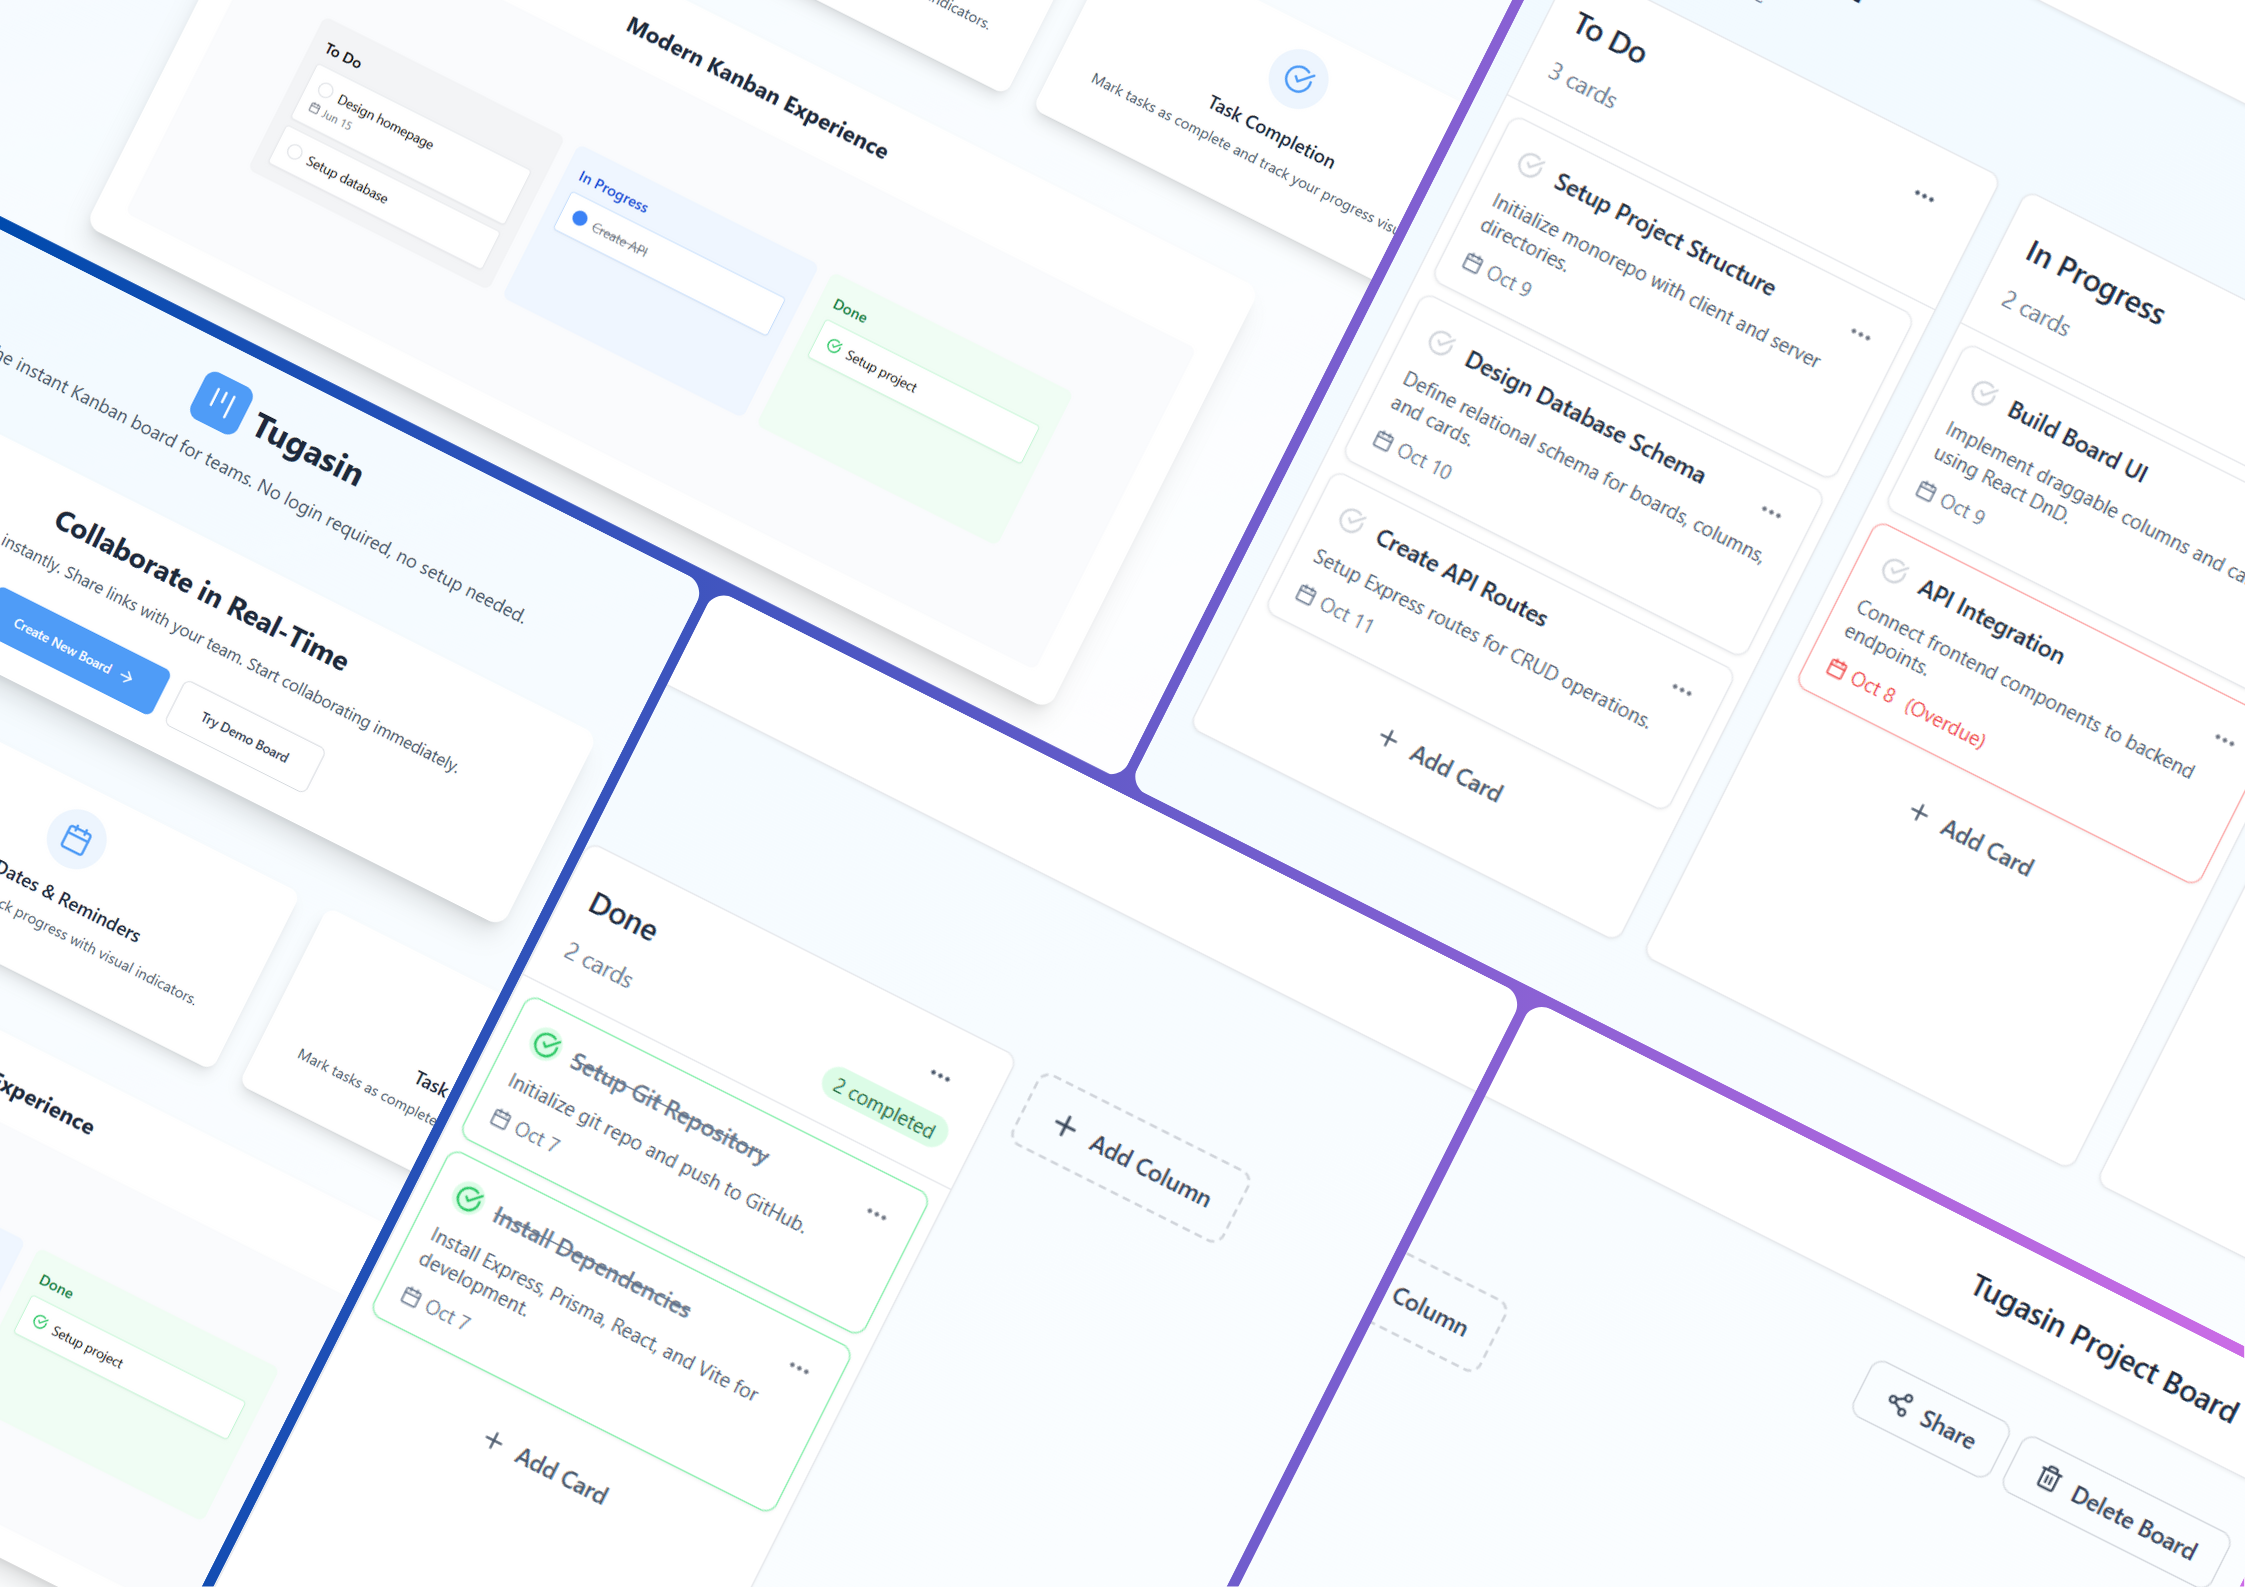 indicators.
Modern Kanban Experience
To Do
Design homepage
Jun 15
Setup database
In Progress
Create API
Done
Setup project
Task Completion
Mark tasks as complete and track your progress
To Do
3 cards
Setup Project Structure
Initialize monorepo with client and server
directories.
Oct 9
Design Database Schema
Define relational schema for boards, columns,
and cards.
Oct 10
Create API Routes
Setup Express routes for CRUD operations.
Oct 11
+ Add Card
In Progress
2 cards
Build Board UI
Implement draggable columns and
using React DnD.
Oct 9
API Integration
Connect frontend components to backend
endpoints.
Oct 8 (Overdue)
+ Add Card
Tugasin
instant Kanban board for teams. No login required, no setup needed.
Collaborate in Real-Time
instantly. Share links with your team. Start collaborating immediately.
Create New Board →
Try Demo Board
Dates & Reminders
progress with visual indicators.
Task
Mark tasks as complete
Experience
Done
Setup project
Done
2 cards
2 completed
Setup Git Repository
Initialize git repo and push to GitHub.
Oct 7
Install Dependencies
Install Express, Prisma, React, and Vite for
development.
Oct 7
+ Add Card
+ Add Column
Column
Tugasin Project Board
Share
Delete Board